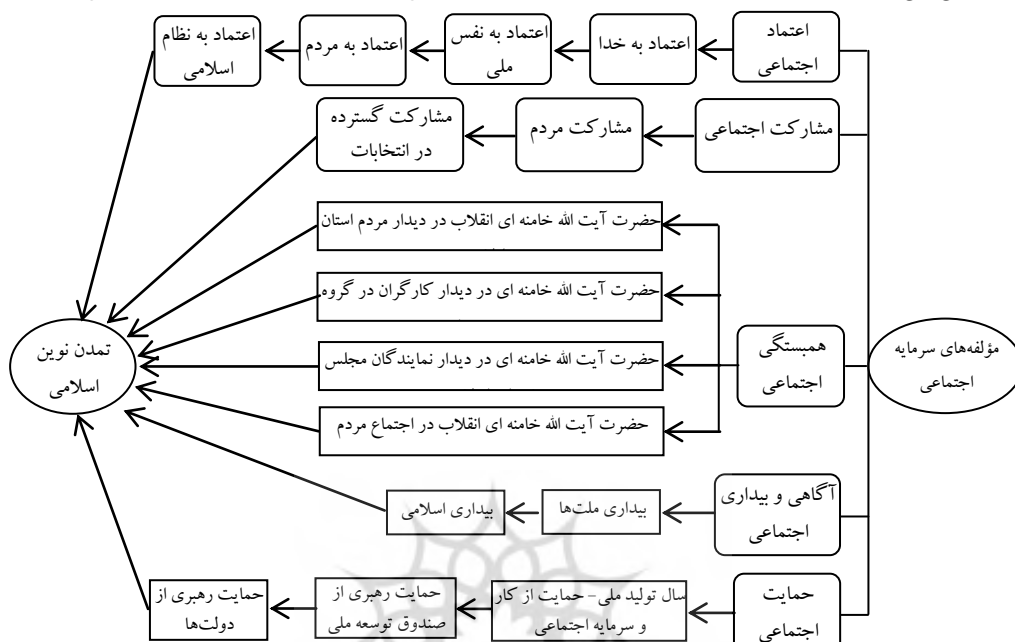 اعتماد
اجتماعی
اعتماد به خدا
اعتماد به نفس
ملی
اعتماد به مردم
اعتماد به نظام
اسلامی
مشارکت اجتماعی
مشارکت مردم
مشارکت گسترده
در انتخابات
حضرت آیت الله خامنه ای انقلاب در دیدار مردم استان
حضرت آیت الله خامنه ای در دیدار کارگران در گروه
همبستگی
اجتماعی
حضرت آیت الله خامنه ای در دیدار نمایندگان مجلس
حضرت آیت الله خامنه ای انقلاب در اجتماع مردم
مؤلفه‌های سرمایه
اجتماعی
تمدن نوین
اسلامی
آگاهی و بیداری
اجتماعی
بیداری ملت‌ها
بیداری اسلامی
حمایت
اجتماعی
سال تولید ملی- حمایت از کار
و سرمایه اجتماعی
حمایت رهبری از
صندوق توسعه ملی
حمایت رهبری از
دولت‌ها